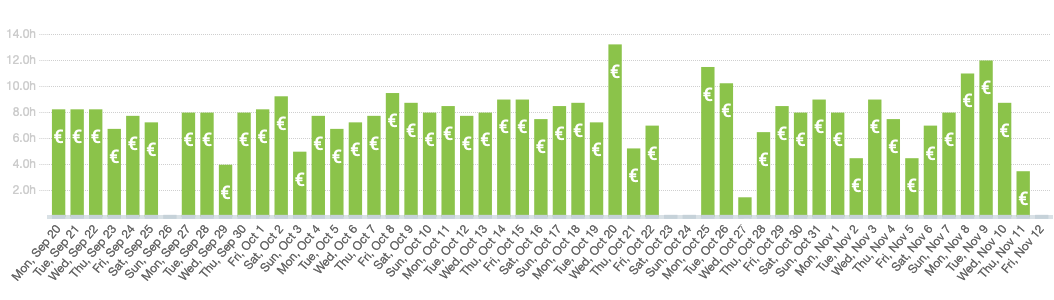 14.0h
12.0h
10.0h
8.0h
6.0h
4.0h
2.0h
€ € € € € € € € € € € € € € € € € € € € € € € € € € € € € € € € € € € € € € € € € € € € € € € € €
Mon, Sep 20
Tue, Sep 21
Wed, Sep 22
Thu, Sep 23
Fri, Sep 24
Sat, Sep 25
Sun, Sep 26
Mon, Sep 27
Tue, Sep 28
Wed, Sep 29
Thu, Sep 30
Fri, Oct 1
Sat, Oct 2
Sun, Oct 3
Mon, Oct 4
Tue, Oct 5
Wed, Oct 6
Thu, Oct 7
Fri, Oct 8
Sat, Oct 9
Sun, Oct 10
Mon, Oct 11
Tue, Oct 12
Wed, Oct 13
Thu, Oct 14
Fri, Oct 15
Sat, Oct 16
Sun, Oct 17
Mon, Oct 18
Tue, Oct 19
Wed, Oct 20
Thu, Oct 21
Fri, Oct 22
Sat, Oct 23
Sun, Oct 24
Mon, Oct 25
Tue, Oct 26
Wed, Oct 27
Thu, Oct 28
Fri, Oct 29
Sat, Oct 30
Sun, Oct 31
Mon, Nov 1
Tue, Nov 2
Wed, Nov 3
Thu, Nov 4
Fri, Nov 5
Sat, Nov 6
Sun, Nov 7
Mon, Nov 8
Tue, Nov 9
Wed, Nov 10
Thu, Nov 11
Fri, Nov 12